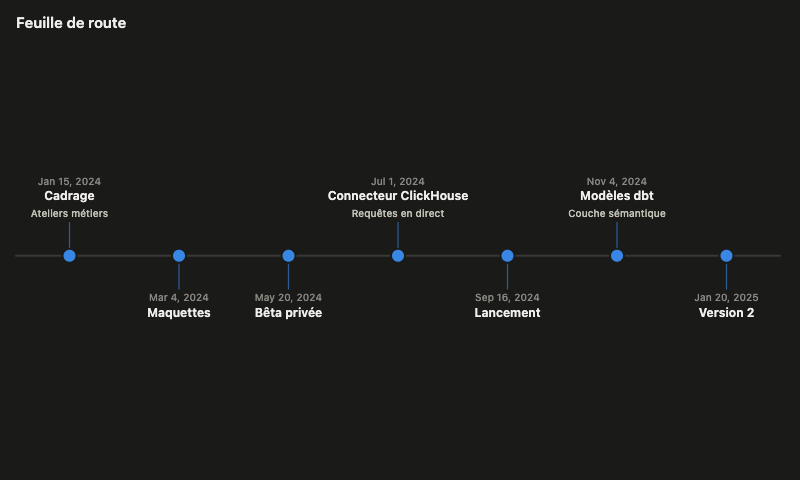 Feuille de route
Jan 15, 2024
Cadrage
Ateliers métiers
Mar 4, 2024
Maquettes
May 20, 2024
Bêta privée
Jul 1, 2024
Connecteur ClickHouse
Requêtes en direct
Sep 16, 2024
Lancement
Nov 4, 2024
Modèles dbt
Couche sémantique
Jan 20, 2025
Version 2